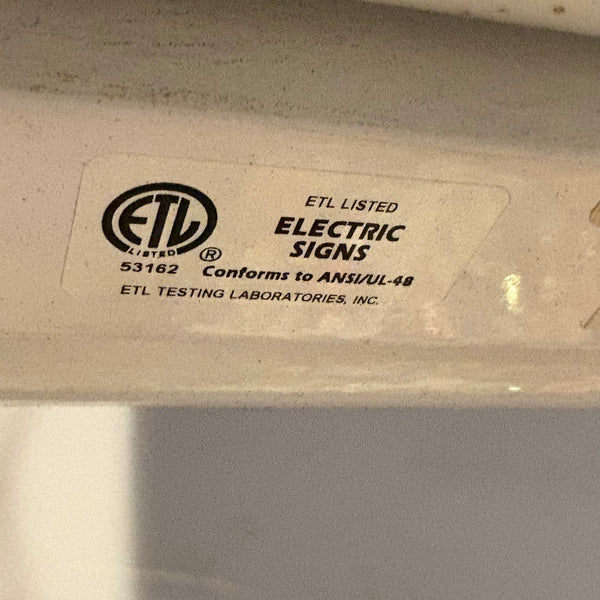 ETL
LISTED
®
53162
ETL LISTED
ELECTRIC
SIGNS
Conforms to ANSI/UL-48
ETL TESTING LABORATORIES, INC.